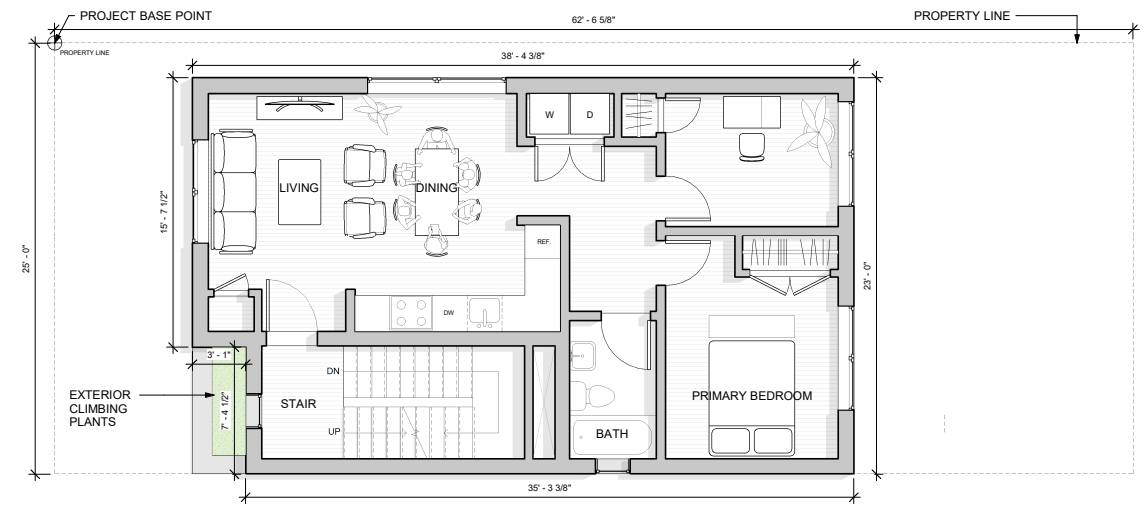 PROJECT BASE POINT
62' - 6 5/8"
PROPERTY LINE
PROPERTY LINE
38' - 4 3/8"
W
D
15' - 7 1/2"
LIVING
DINING
25' - 0"
REF.
23' - 0"
DW
3' - 1"
EXTERIOR
CLIMBING
PLANTS
7' - 4 1/2"
DN
STAIR
UP
BATH
PRIMARY BEDROOM
35' - 3 3/8"